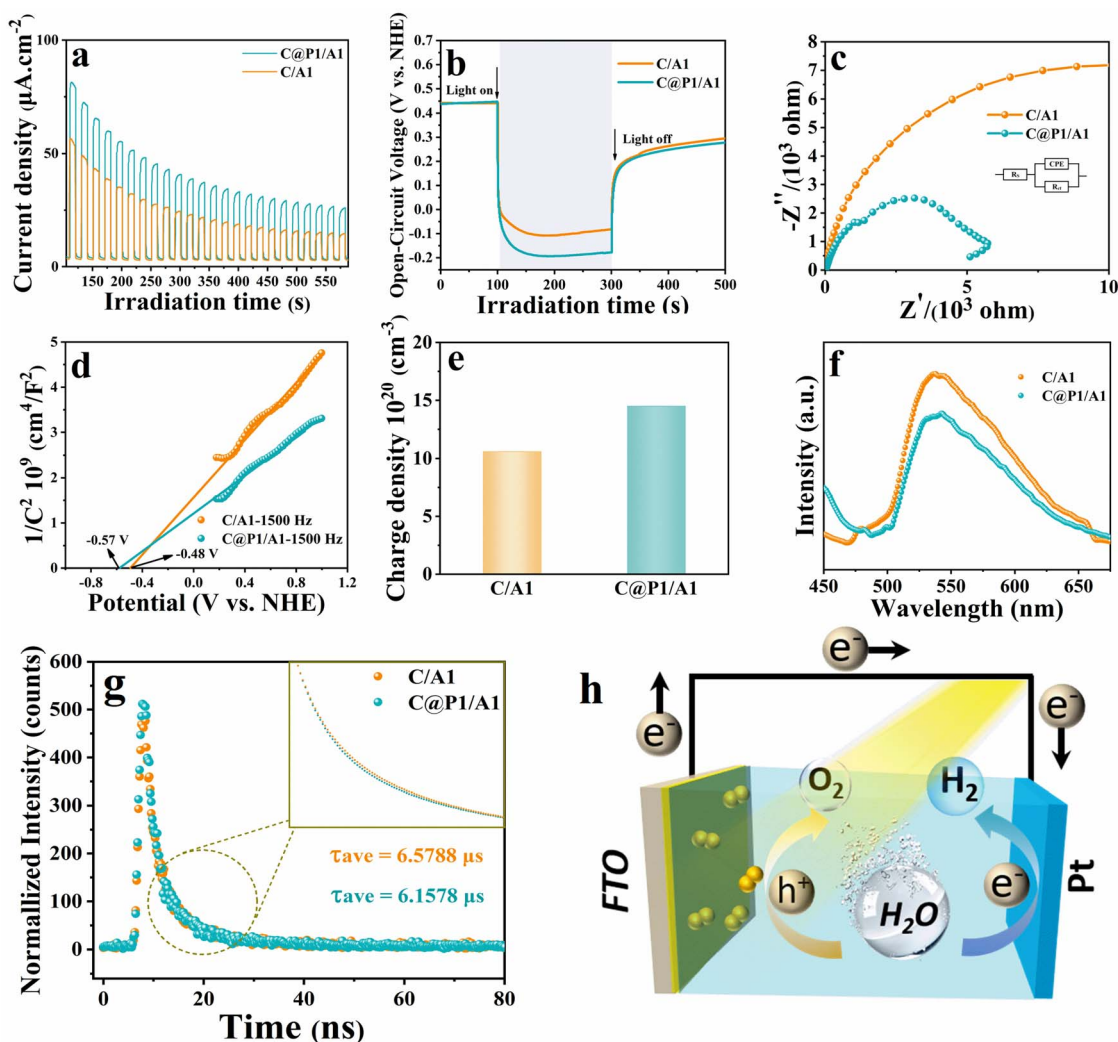 a
C@P1/A1
C/A1
Current density (µA.cm⁻²)
100
75
50
25
0
150 200 250 300 350 400 450 500 550
Irradiation time (s)
b
C/A1
C@P1/A1
Light on
Light off
Open-Circuit Voltage (V vs. NHE)
0.7
0.6
0.5
0.4
0.3
0.2
0.1
0.0
-0.1
-0.2
0 100 200 300 400 500
Irradiation time (s)
c
C/A1
C@P1/A1
CPE
-Z''/(10³ ohm)
8
7
6
5
4
3
2
1
0
0 5 10
Z'/(10³ ohm)
d
1/C² 10⁹ (cm⁴/F²)
5
4
3
2
1
0
C/A1-1500 Hz
C@P1/A1-1500 Hz
-0.57 V
-0.48 V
-0.8 -0.4 0.0 0.4 0.8 1.2
Potential (V vs. NHE)
e
Charge density 10²⁰ (cm⁻³)
20
15
10
5
0
C/A1 C@P1/A1
f
C/A1
C@P1/A1
Intensity (a.u.)
450 500 550 600 650
Wavelength (nm)
g
C/A1
C@P1/A1
Normalized Intensity (counts)
600
500
400
300
200
100
0
τave = 6.5788 µs
τave = 6.1578 µs
0 20 40 60 80
Time (ns)
h
e⁻
e⁻
e⁻
O₂
H₂
FTO
h⁺
H₂O
e⁻
Pt